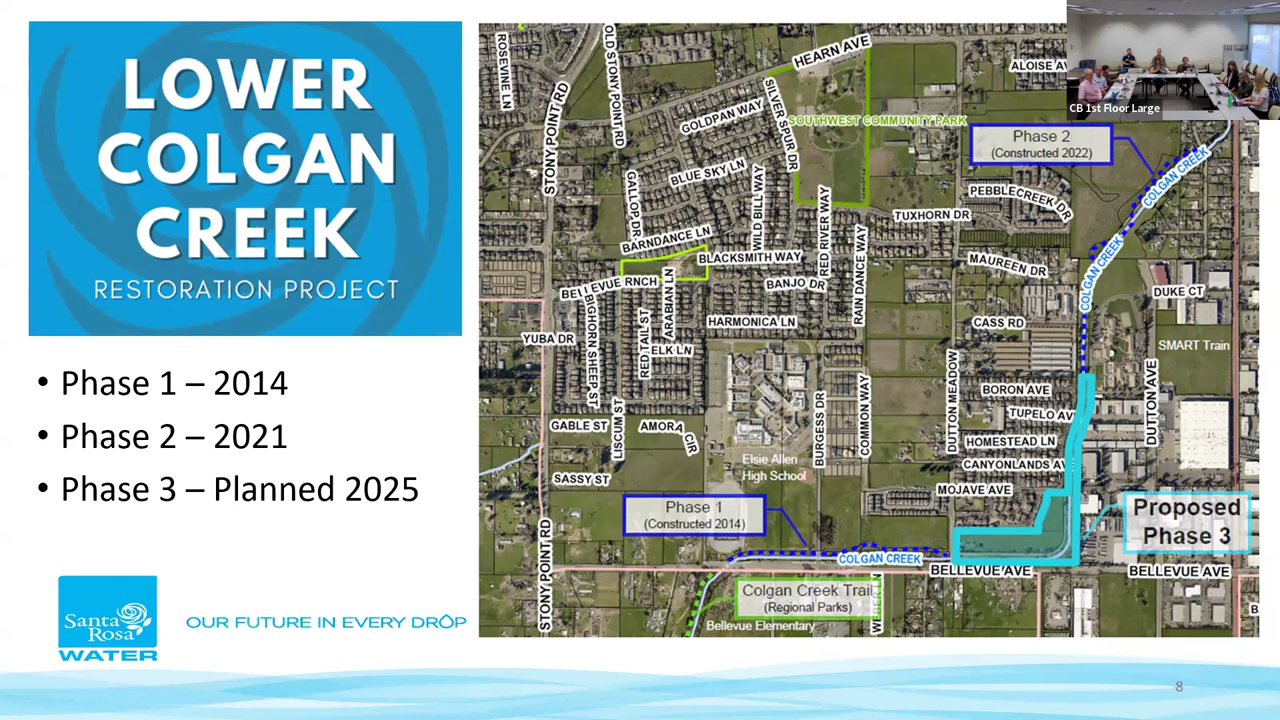 LOWER
COLGAN
CREEK
RESTORATION PROJECT
• Phase 1 – 2014
• Phase 2 – 2021
• Phase 3 – Planned 2025
Santa
Rosa
WATER
OUR FUTURE IN EVERY DRÔP
ROSEVINE LN
OLD STONY POINT RD
STONY POINT RD
HEARN AVE
ALOISE AV
CB 1st Floor Large
GOLDPAN WAY
SILVER SPUR DR
SOUTHWEST COMMUNITY PARK
Phase 2
(Constructed 2022)
COLGAN CREEK
BLUE SKY LN
GALLOP DR
WILD BILL WAY
RED RIVER WAY
PEBBLECREEK DR
TUXHORN DR
BARNDANCE LN
BLACKSMITH WAY
RAIN DANCE WAY
MAUREEN DR
COLGAN CREEK
BELLEVUE RNCH
ARABIAN LN
BANJO DR
DUKE CT
BIGHORN SHEEP ST
RED TAIL ST
HARMONICA LN
CASS RD
YUBA DR
ELK LN
SMART Train
DUTTON MEADOW
DUTTON AVE
BORON AVE
BURGESS DR
COMMON WAY
TUPELO AV
GABLE ST
LISCUM ST
AMORA CIR
HOMESTEAD LN
Elsie Allen
High School
CANYONLANDS AV
SASSY ST
MOJAVE AVE
Phase 1
(Constructed 2014)
Proposed
Phase 3
STONY POINT RD
COLGAN CREEK
BELLEVUE AVE
BELLEVUE AVE
Colgan Creek Trail
(Regional Parks)
Bellevue Elementary
B
8